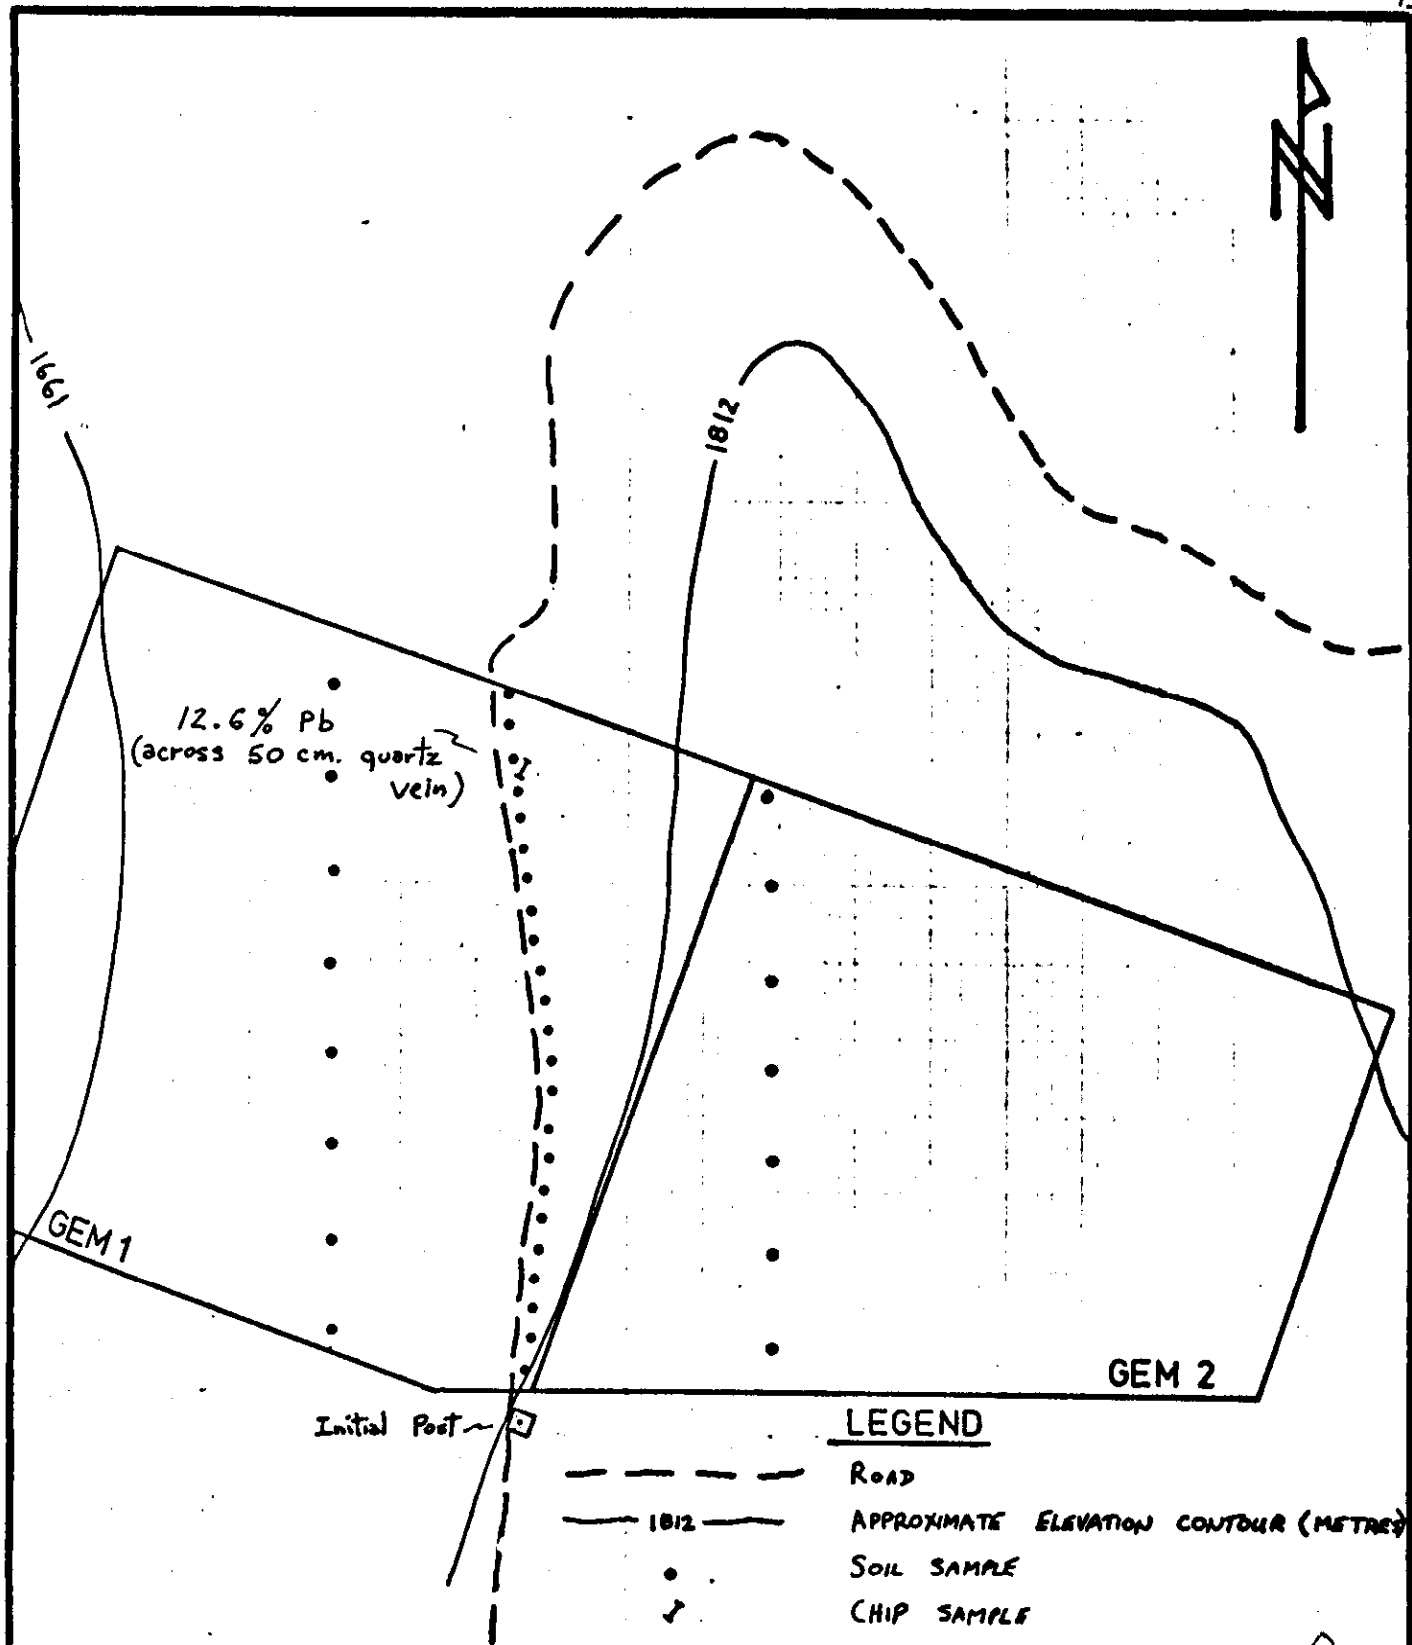 N
1661
1812
12.6% Pb
(across 50 cm. quartz
vein)
GEM 1
GEM 2
Initial Post
LEGEND
ROAD
1812 APPROXIMATE ELEVATION CONTOUR (METRES)
SOIL SAMPLE
CHIP SAMPLE